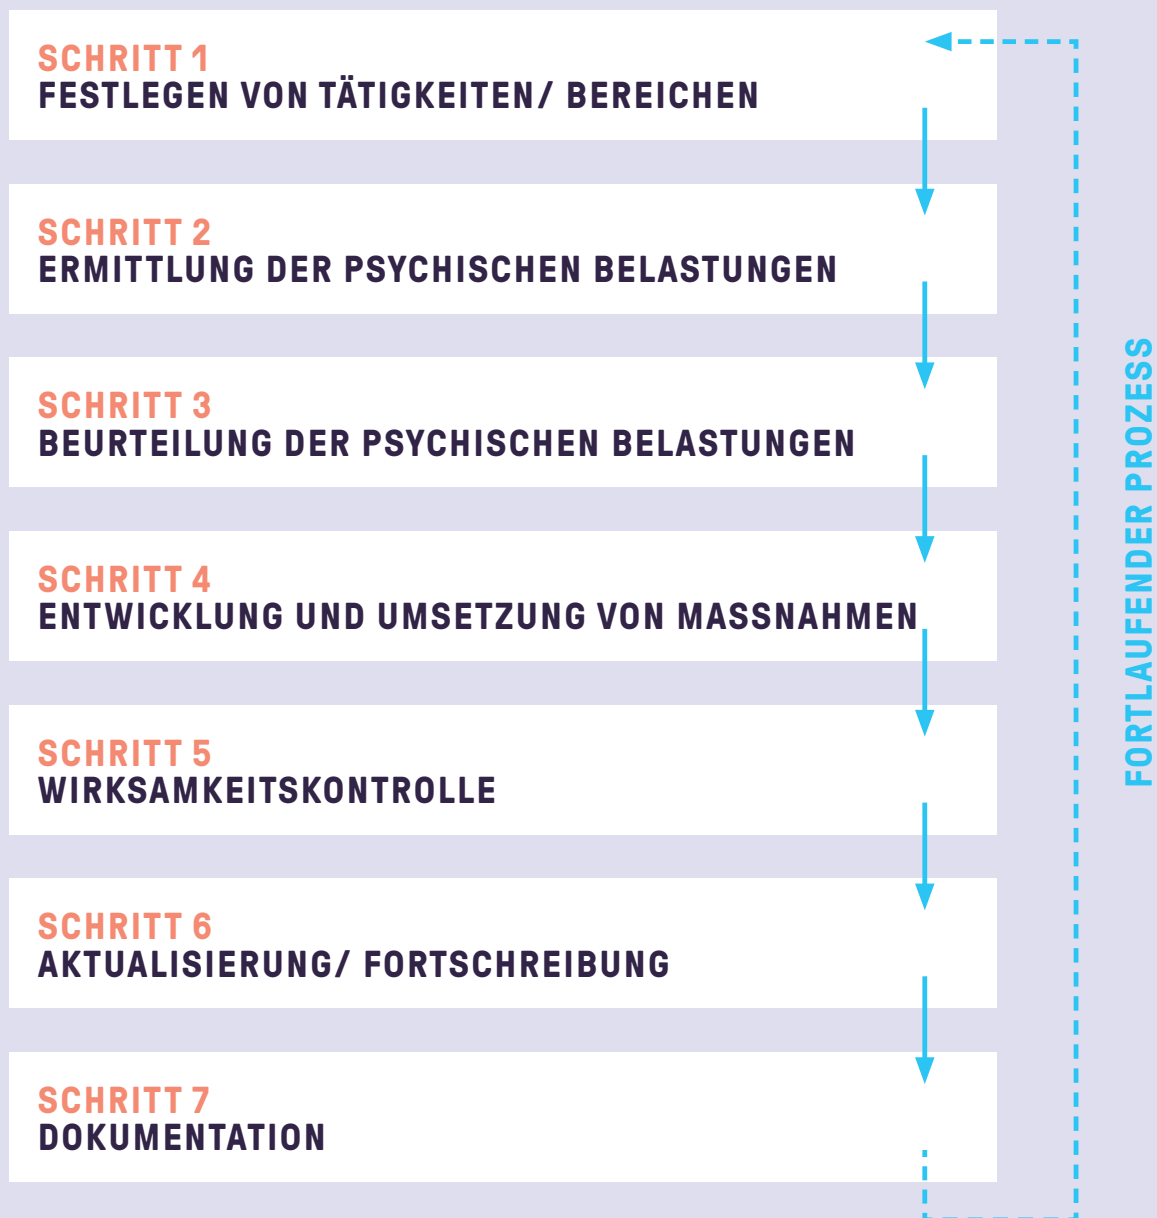 SCHRITT 1
FESTLEGEN VON TÄTIGKEITEN/ BEREICHEN
SCHRITT 2
ERMITTLUNG DER PSYCHISCHEN BELASTUNGEN
SCHRITT 3
BEURTEILUNG DER PSYCHISCHEN BELASTUNGEN
SCHRITT 4
ENTWICKLUNG UND UMSETZUNG VON MASSNAHMEN
SCHRITT 5
WIRKSAMKEITSKONTROLLE
SCHRITT 6
AKTUALISIERUNG/ FORTSCHREIBUNG
SCHRITT 7
DOKUMENTATION
FORTLAUFENDER PROZESS